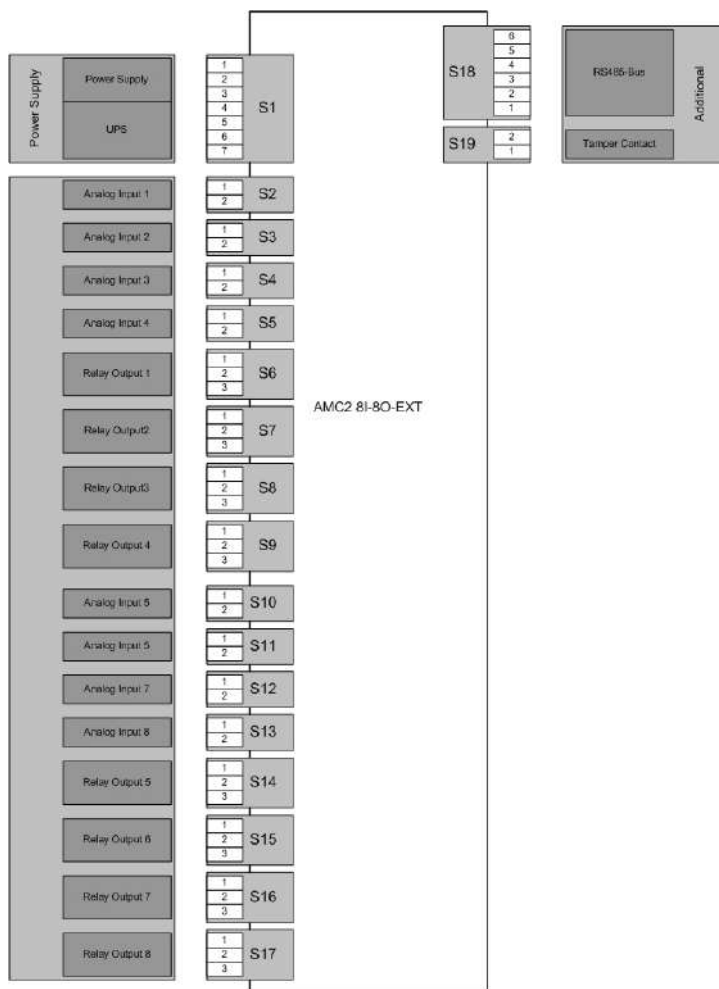 Power Supply
Power Supply
UPS
1
2
3
4
5
6
7
S1
S18
6
5
4
3
2
1
RS485-Bus
Additional
S19
2
1
Tamper Contact
Analog Input 1
1
2
S2
Analog Input 2
1
2
S3
Analog Input 3
1
2
S4
Analog Input 4
1
2
S5
Relay Output 1
1
2
3
S6
AMC2 8I-8O-EXT
Relay Output2
1
2
3
S7
Relay Output3
1
2
3
S8
Relay Output 4
1
2
3
S9
Analog Input 5
1
2
S10
Analog Input 5
1
2
S11
Analog Input 7
1
2
S12
Analog Input 8
1
2
S13
Relay Output 5
1
2
3
S14
Relay Output 6
1
2
3
S15
Relay Output 7
1
2
3
S16
Relay Output 8
1
2
3
S17